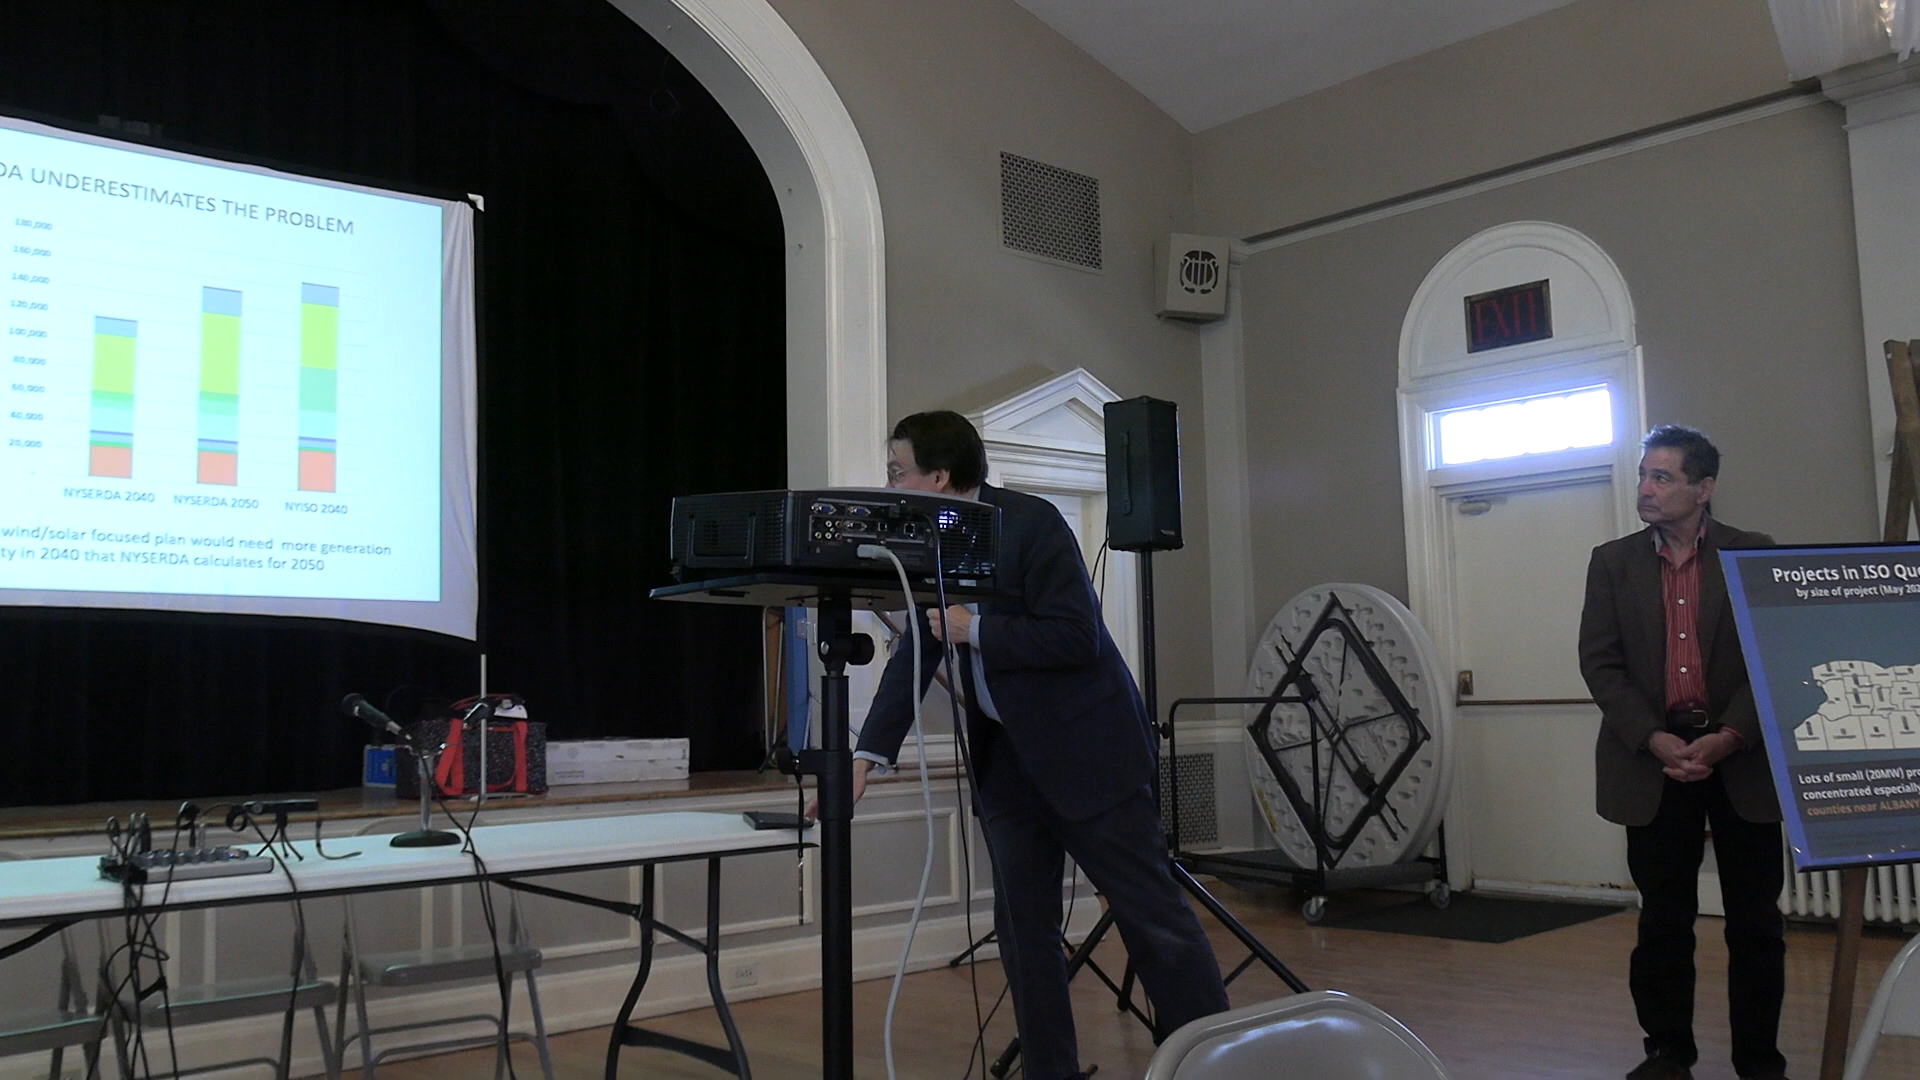 DA UNDERESTIMATES THE PROBLEM
180,000
160,000
140,000
120,000
100,000
80,000
60,000
40,000
20,000
NYSERDA 2040
NYSERDA 2050
NYISO 2040
wind/solar focused plan would need more generation
ty in 2040 that NYSERDA calculates for 2050
EXIT
Projects in ISO Que
by size of project (May 202
Lots of small (20MW) pro
concentrated especially
counties near ALBANY